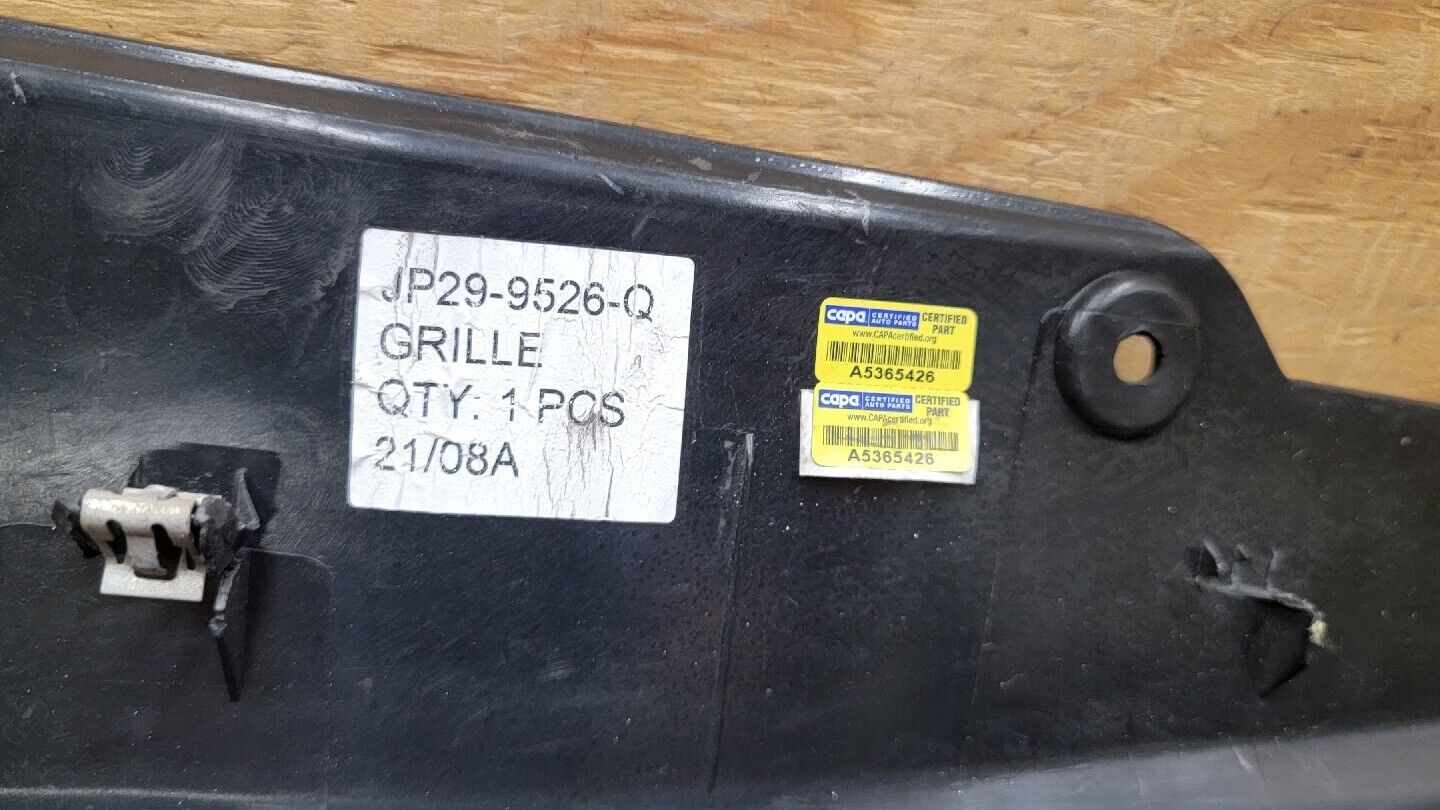 JP29-9526-Q
GRILLE
QTY: 1 PCS
21/08A
capa CERTIFIED AUTO PARTS CERTIFIED PART
www.CAPAcertified.org
A5365426
capa CERTIFIED AUTO PARTS CERTIFIED PART
www.CAPAcertified.org
A5365426